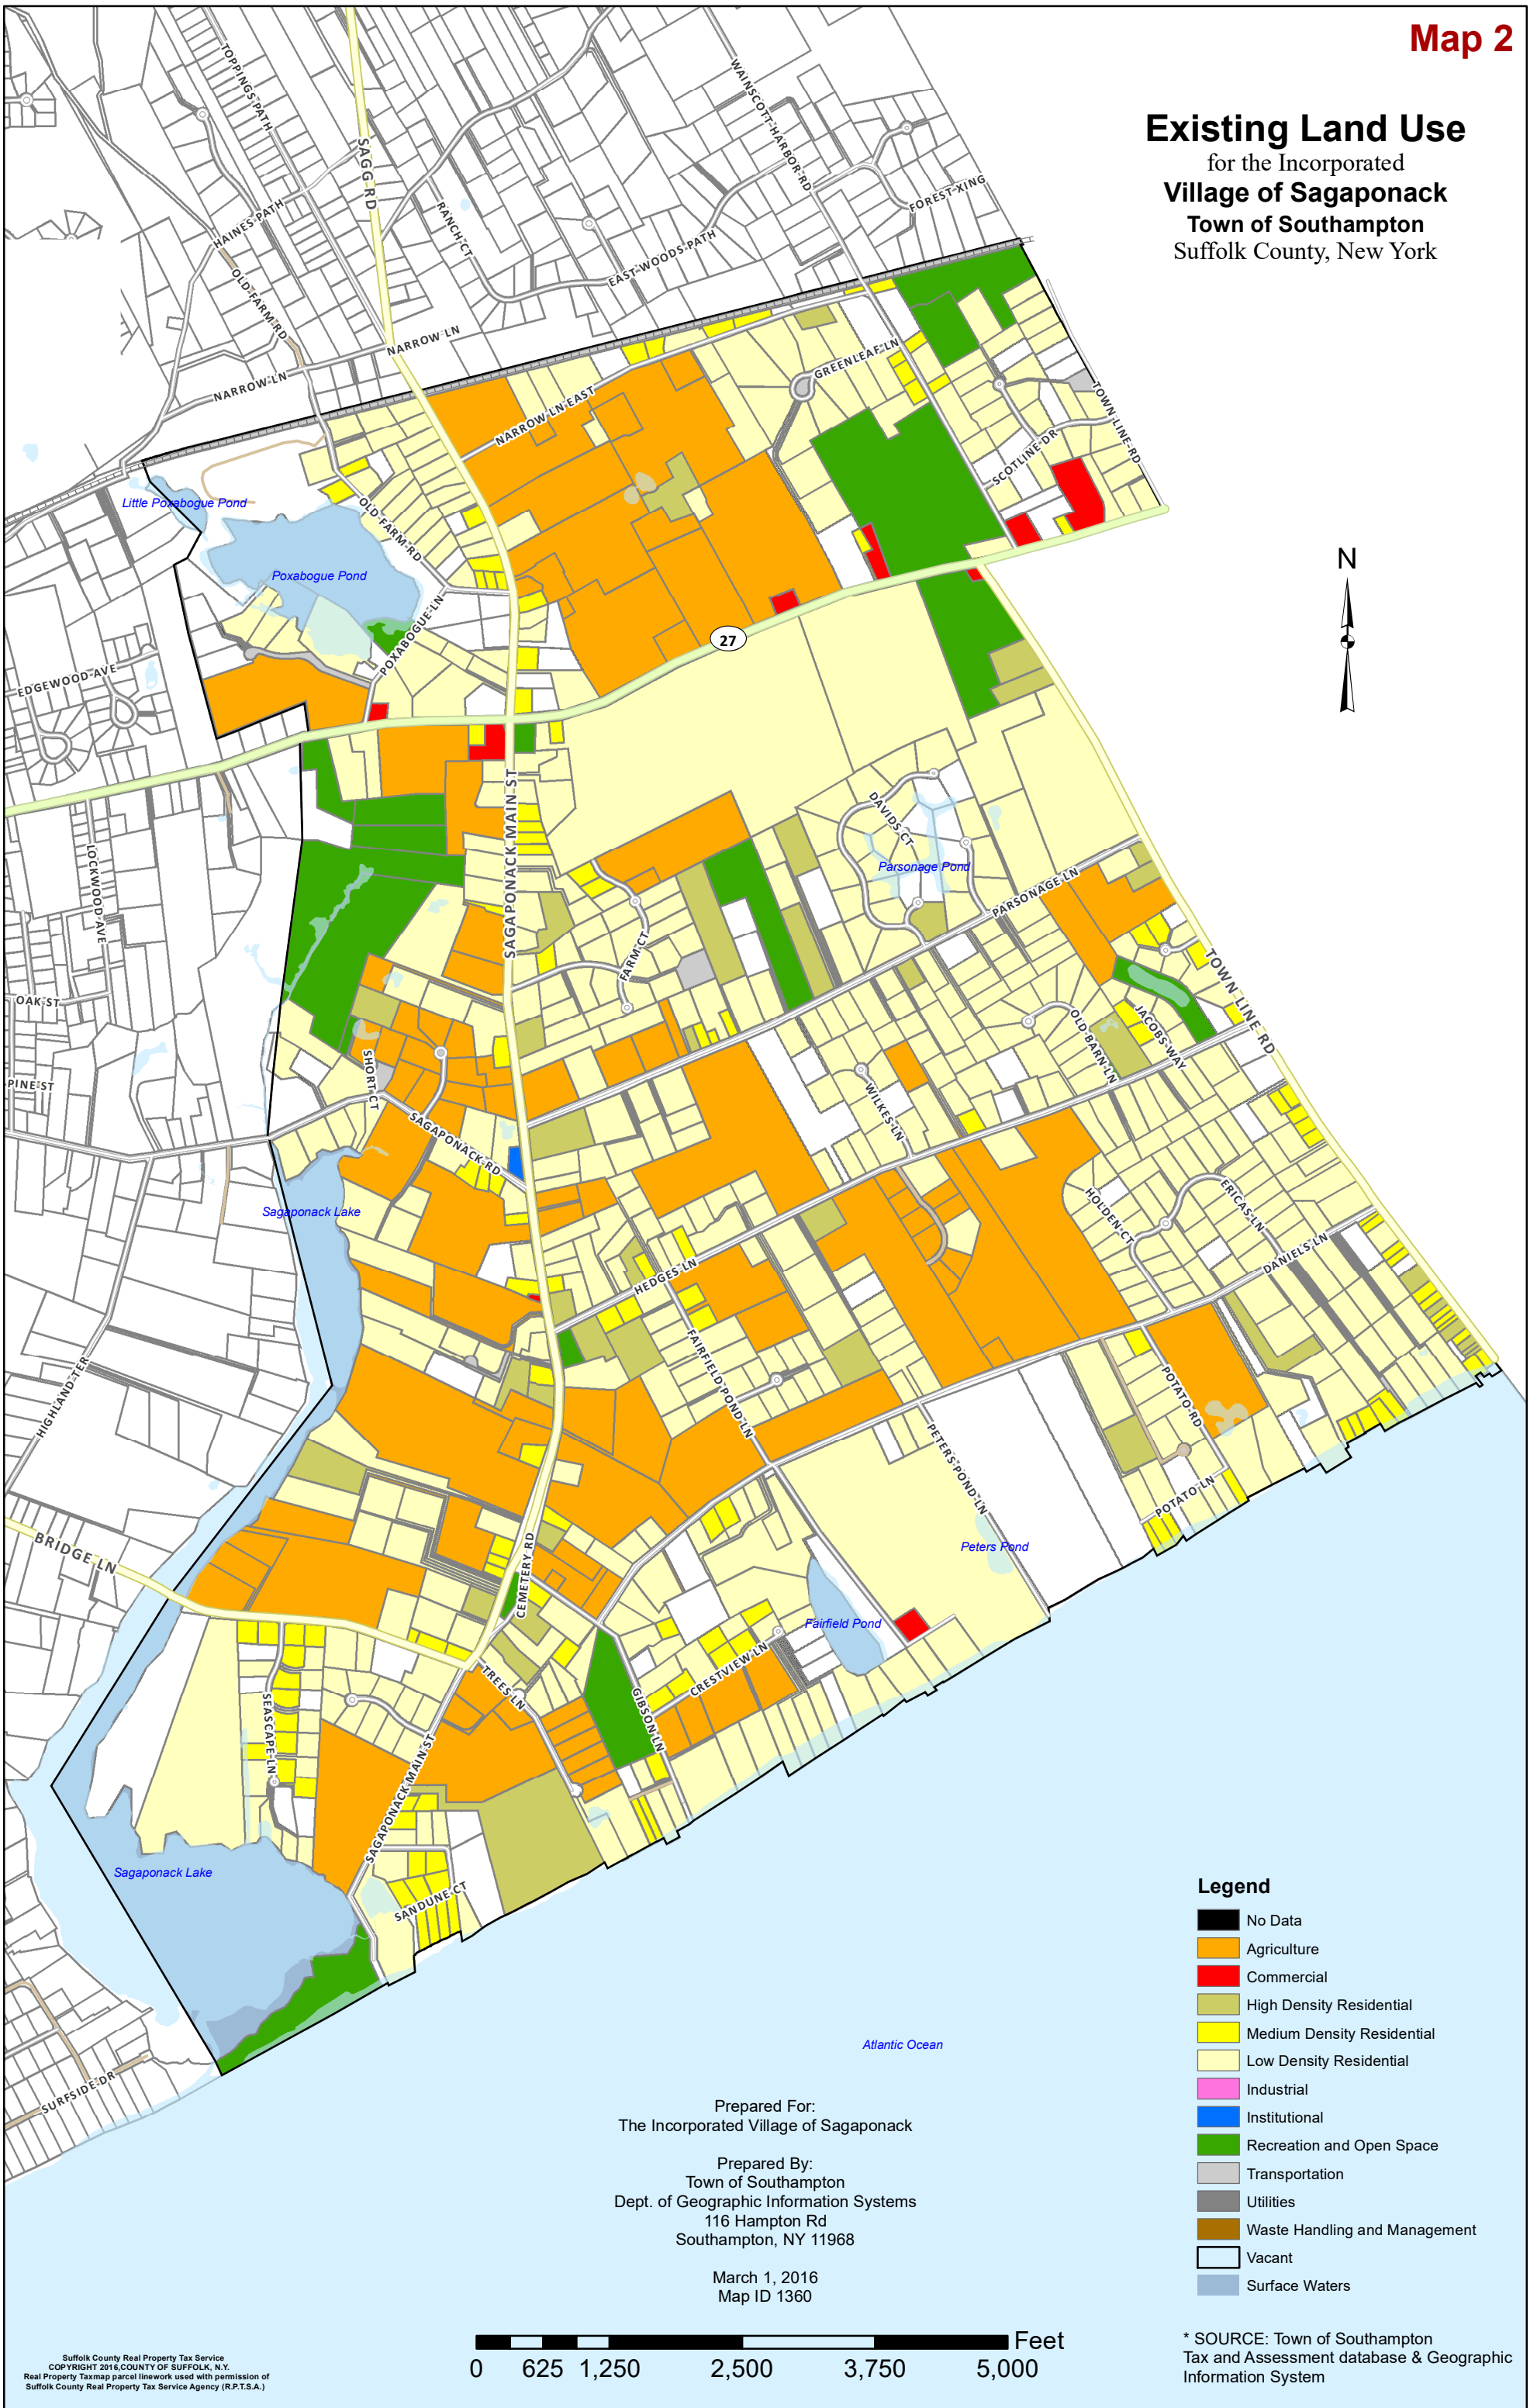 Map 2
Existing Land Use
for the Incorporated
Village of Sagaponack
Town of Southampton
Suffolk County, New York
TOPPINGS PATH
SAGG RD
WAINSCOTT HARBOR RD
HAINES PATH
RANCH CT
FOREST XING
EAST WOODS PATH
OLD FARM RD
NARROW LN
NARROW LN
NARROW LN EAST
GREENLEAF LN
TOWN LINE RD
SCOTLINE DR
Little Poxabogue Pond
OLD FARM RD
Poxabogue Pond
POXABOGUE LN
N
27
EDGEWOOD AVE
SAGAPONACK MAIN ST
DAVIDS CT
Parsonage Pond
PARSONAGE LN
LOCKWOOD AVE
FARM CT
TOWN LINE RD
OAK ST
OLD BARN LN
JACOBS WAY
SHORT CT
PINE ST
WILKES LN
SAGAPONACK RD
Sagaponack Lake
HOLDEN CT
ERICAS LN
DANIELS LN
HEDGES LN
FAIRFIELD POND LN
HIGHLAND TER
POTATO RD
PETERS POND LN
POTATO LN
BRIDGE LN
Peters Pond
CEMETERY RD
Fairfield Pond
CRESTVIEW LN
TREES LN
GIBSON LN
SEASCAPE LN
SAGAPONACK MAIN ST
Sagaponack Lake
SANDUNE CT
SURFSIDE DR
Atlantic Ocean
Legend
No Data
Agriculture
Commercial
High Density Residential
Medium Density Residential
Low Density Residential
Industrial
Institutional
Recreation and Open Space
Transportation
Utilities
Waste Handling and Management
Vacant
Surface Waters
Prepared For:
The Incorporated Village of Sagaponack
Prepared By:
Town of Southampton
Dept. of Geographic Information Systems
116 Hampton Rd
Southampton, NY 11968
March 1, 2016
Map ID 1360
Feet
0 625 1,250 2,500 3,750 5,000
* SOURCE: Town of Southampton
Tax and Assessment database & Geographic
Information System
Suffolk County Real Property Tax Service
COPYRIGHT 2016,COUNTY OF SUFFOLK, N.Y.
Real Property Taxmap parcel linework used with permission of
Suffolk County Real Property Tax Service Agency (R.P.T.S.A.)